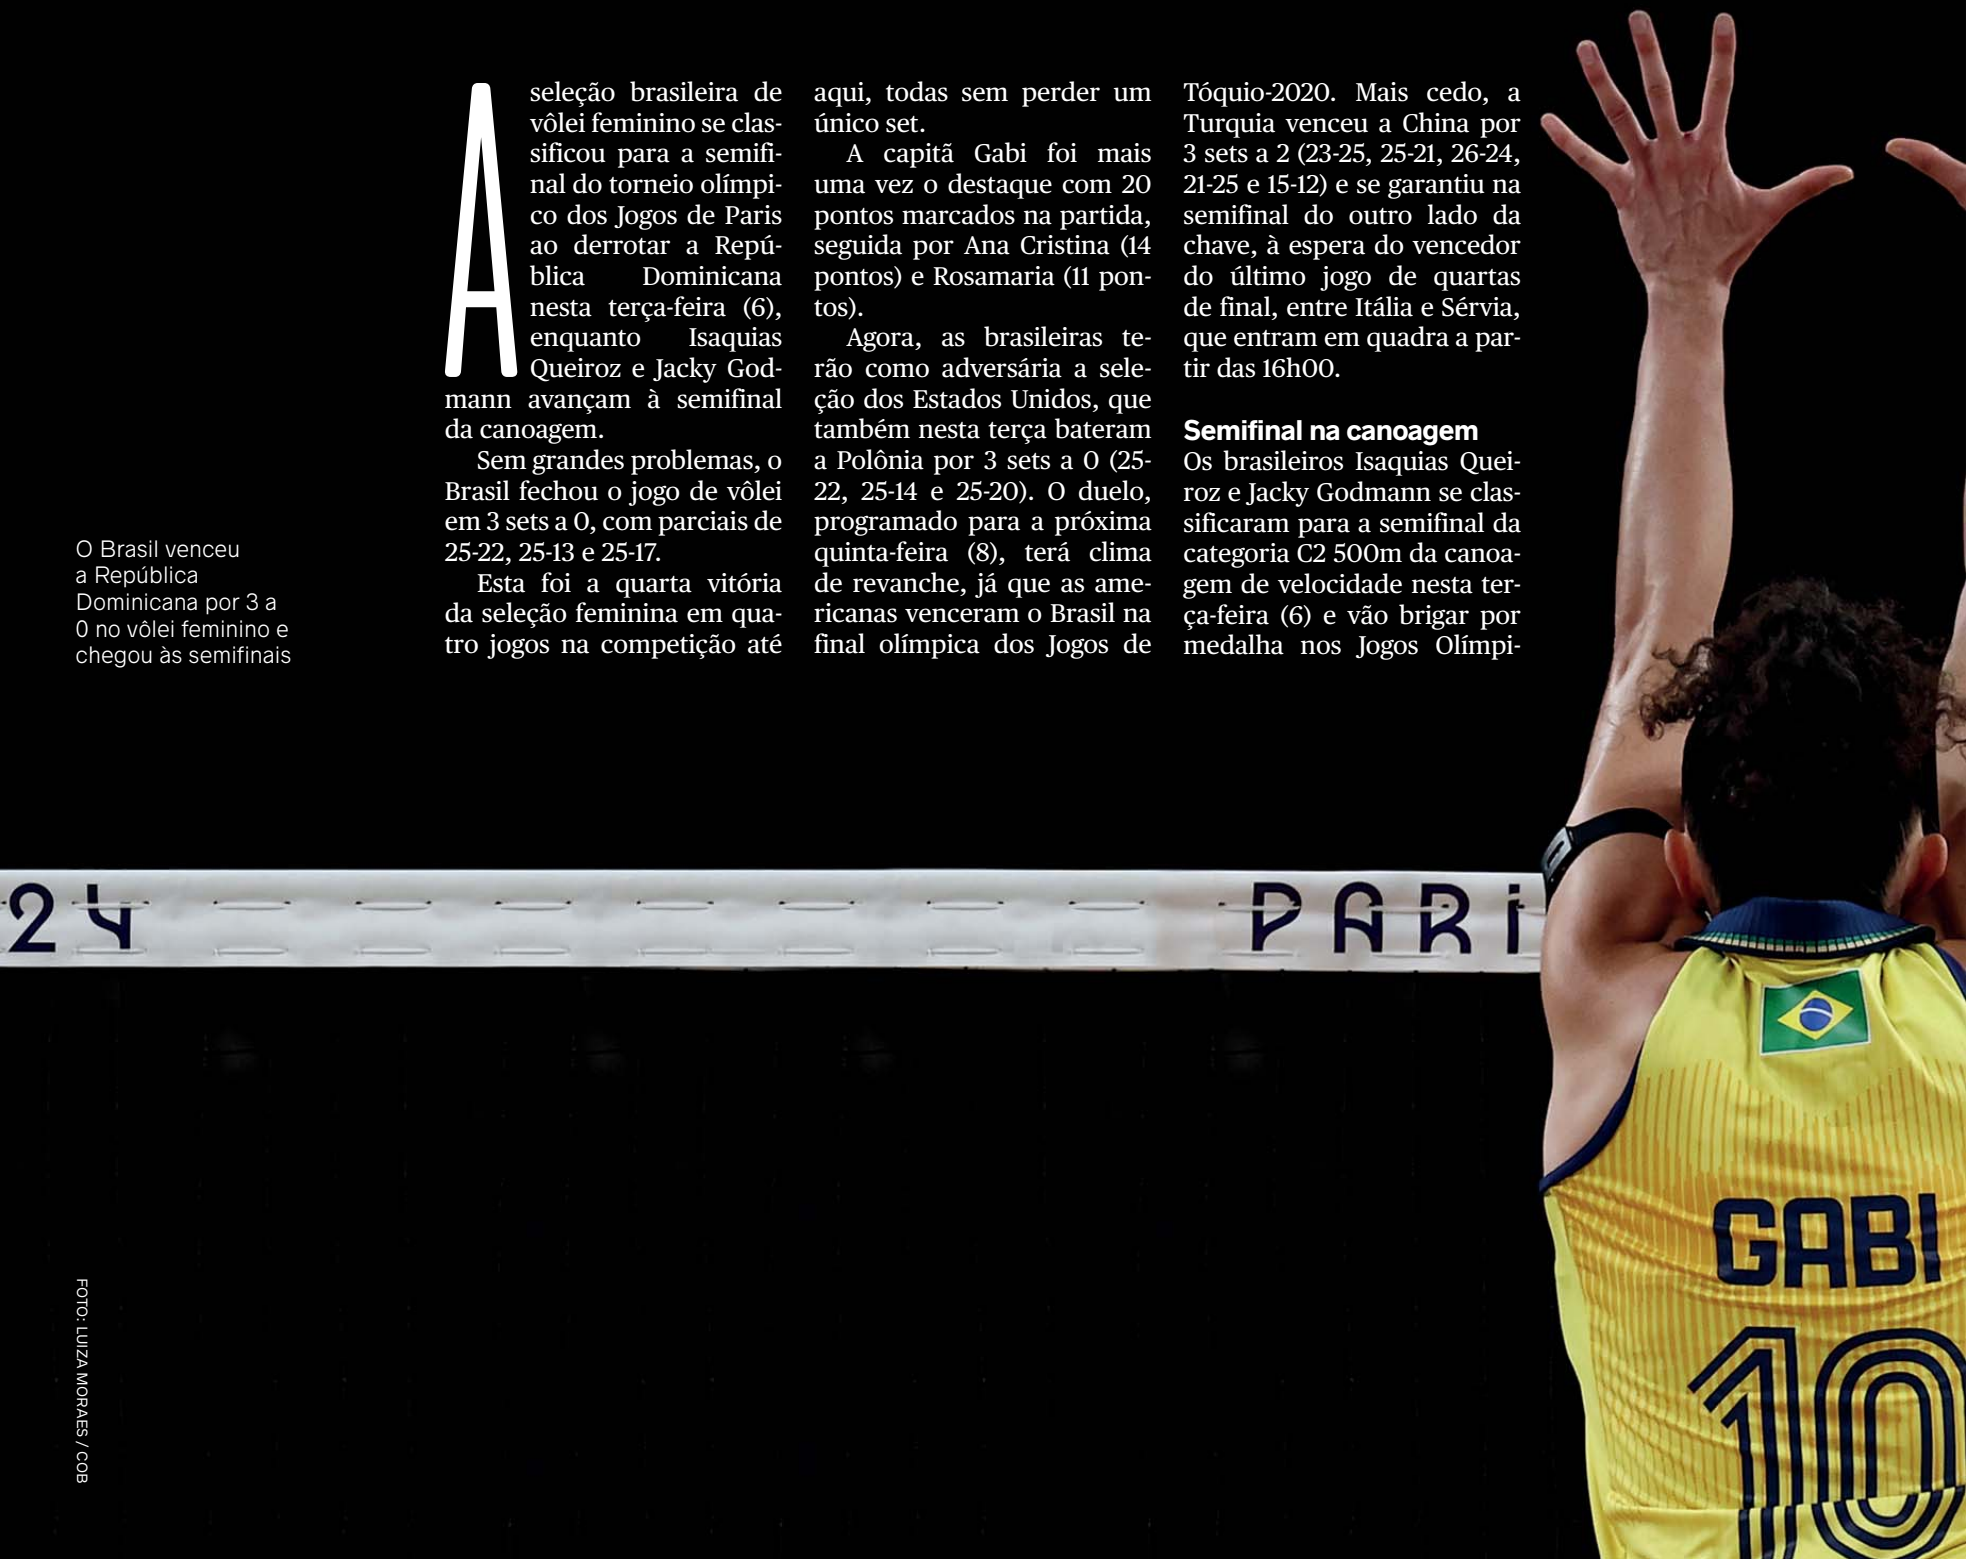 A
seleção brasileira de
vôlei feminino se clas-
sificou para a semifi-
nal do torneio olímpi-
co dos Jogos de Paris
ao derrotar a Repú-
blica Dominicana
nesta terça-feira (6),
enquanto Isaquias
Queiroz e Jacky God-
mann avançam à semifinal
da canoagem.
Sem grandes problemas, o
Brasil fechou o jogo de vôlei
em 3 sets a 0, com parciais de
25-22, 25-13 e 25-17.
Esta foi a quarta vitória
da seleção feminina em qua-
tro jogos na competição até
aqui, todas sem perder um
único set.
A capitã Gabi foi mais
uma vez o destaque com 20
pontos marcados na partida,
seguida por Ana Cristina (14
pontos) e Rosamaria (11 pon-
tos).
Agora, as brasileiras te-
rão como adversária a sele-
ção dos Estados Unidos, que
também nesta terça bateram
a Polônia por 3 sets a 0 (25-
22, 25-14 e 25-20). O duelo,
programado para a próxima
quinta-feira (8), terá clima
de revanche, já que as ame-
ricanas venceram o Brasil na
final olímpica dos Jogos de
Tóquio-2020. Mais cedo, a
Turquia venceu a China por
3 sets a 2 (23-25, 25-21, 26-24,
21-25 e 15-12) e se garantiu na
semifinal do outro lado da
chave, à espera do vencedor
do último jogo de quartas
de final, entre Itália e Sérvia,
que entram em quadra a par-
tir das 16h00.
Semifinal na canoagem
Os brasileiros Isaquias Quei-
roz e Jacky Godmann se clas-
sificaram para a semifinal da
categoria C2 500m da canoa-
gem de velocidade nesta ter-
ça-feira (6) e vão brigar por
medalha nos Jogos Olímpi-
O Brasil venceu
a República
Dominicana por 3 a
0 no vôlei feminino e
chegou às semifinais
24
PARI
GABI
10
FOTO: LUIZA MORAES / COB